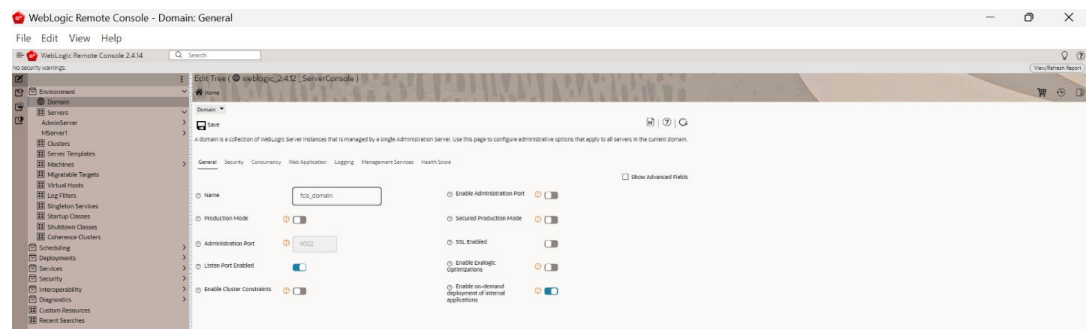 WebLogic Remote Console - Domain: General
File Edit View Help
WebLogic Remote Console 2.4.14
Search
No security warnings.
View/Refresh Report
Edit Tree ( weblogic_2.4.12_ServerConsole )
Home
Environment
Domain
Servers
AdminServer
MServer1
Clusters
Server Templates
Machines
Migratable Targets
Virtual Hosts
Log Filters
Singleton Services
Startup Classes
Shutdown Classes
Coherence Clusters
Scheduling
Deployments
Services
Security
Interoperability
Diagnostics
Custom Resources
Recent Searches
Domain
Save
A domain is a collection of WebLogic Server instances that is managed by a single Administration Server. Use this page to configure administrative options that apply to all servers in the current domain.
General Security Concurrency Web Application Logging Management Services Health Score
Show Advanced Fields
Name
Enable Administration Port
Production Mode
Secured Production Mode
Administration Port 9002
SSL Enabled
Listen Port Enabled
Enable Exalogic
Optimizations
Enable Cluster Constraints
Enable on-demand
deployment of internal
applications